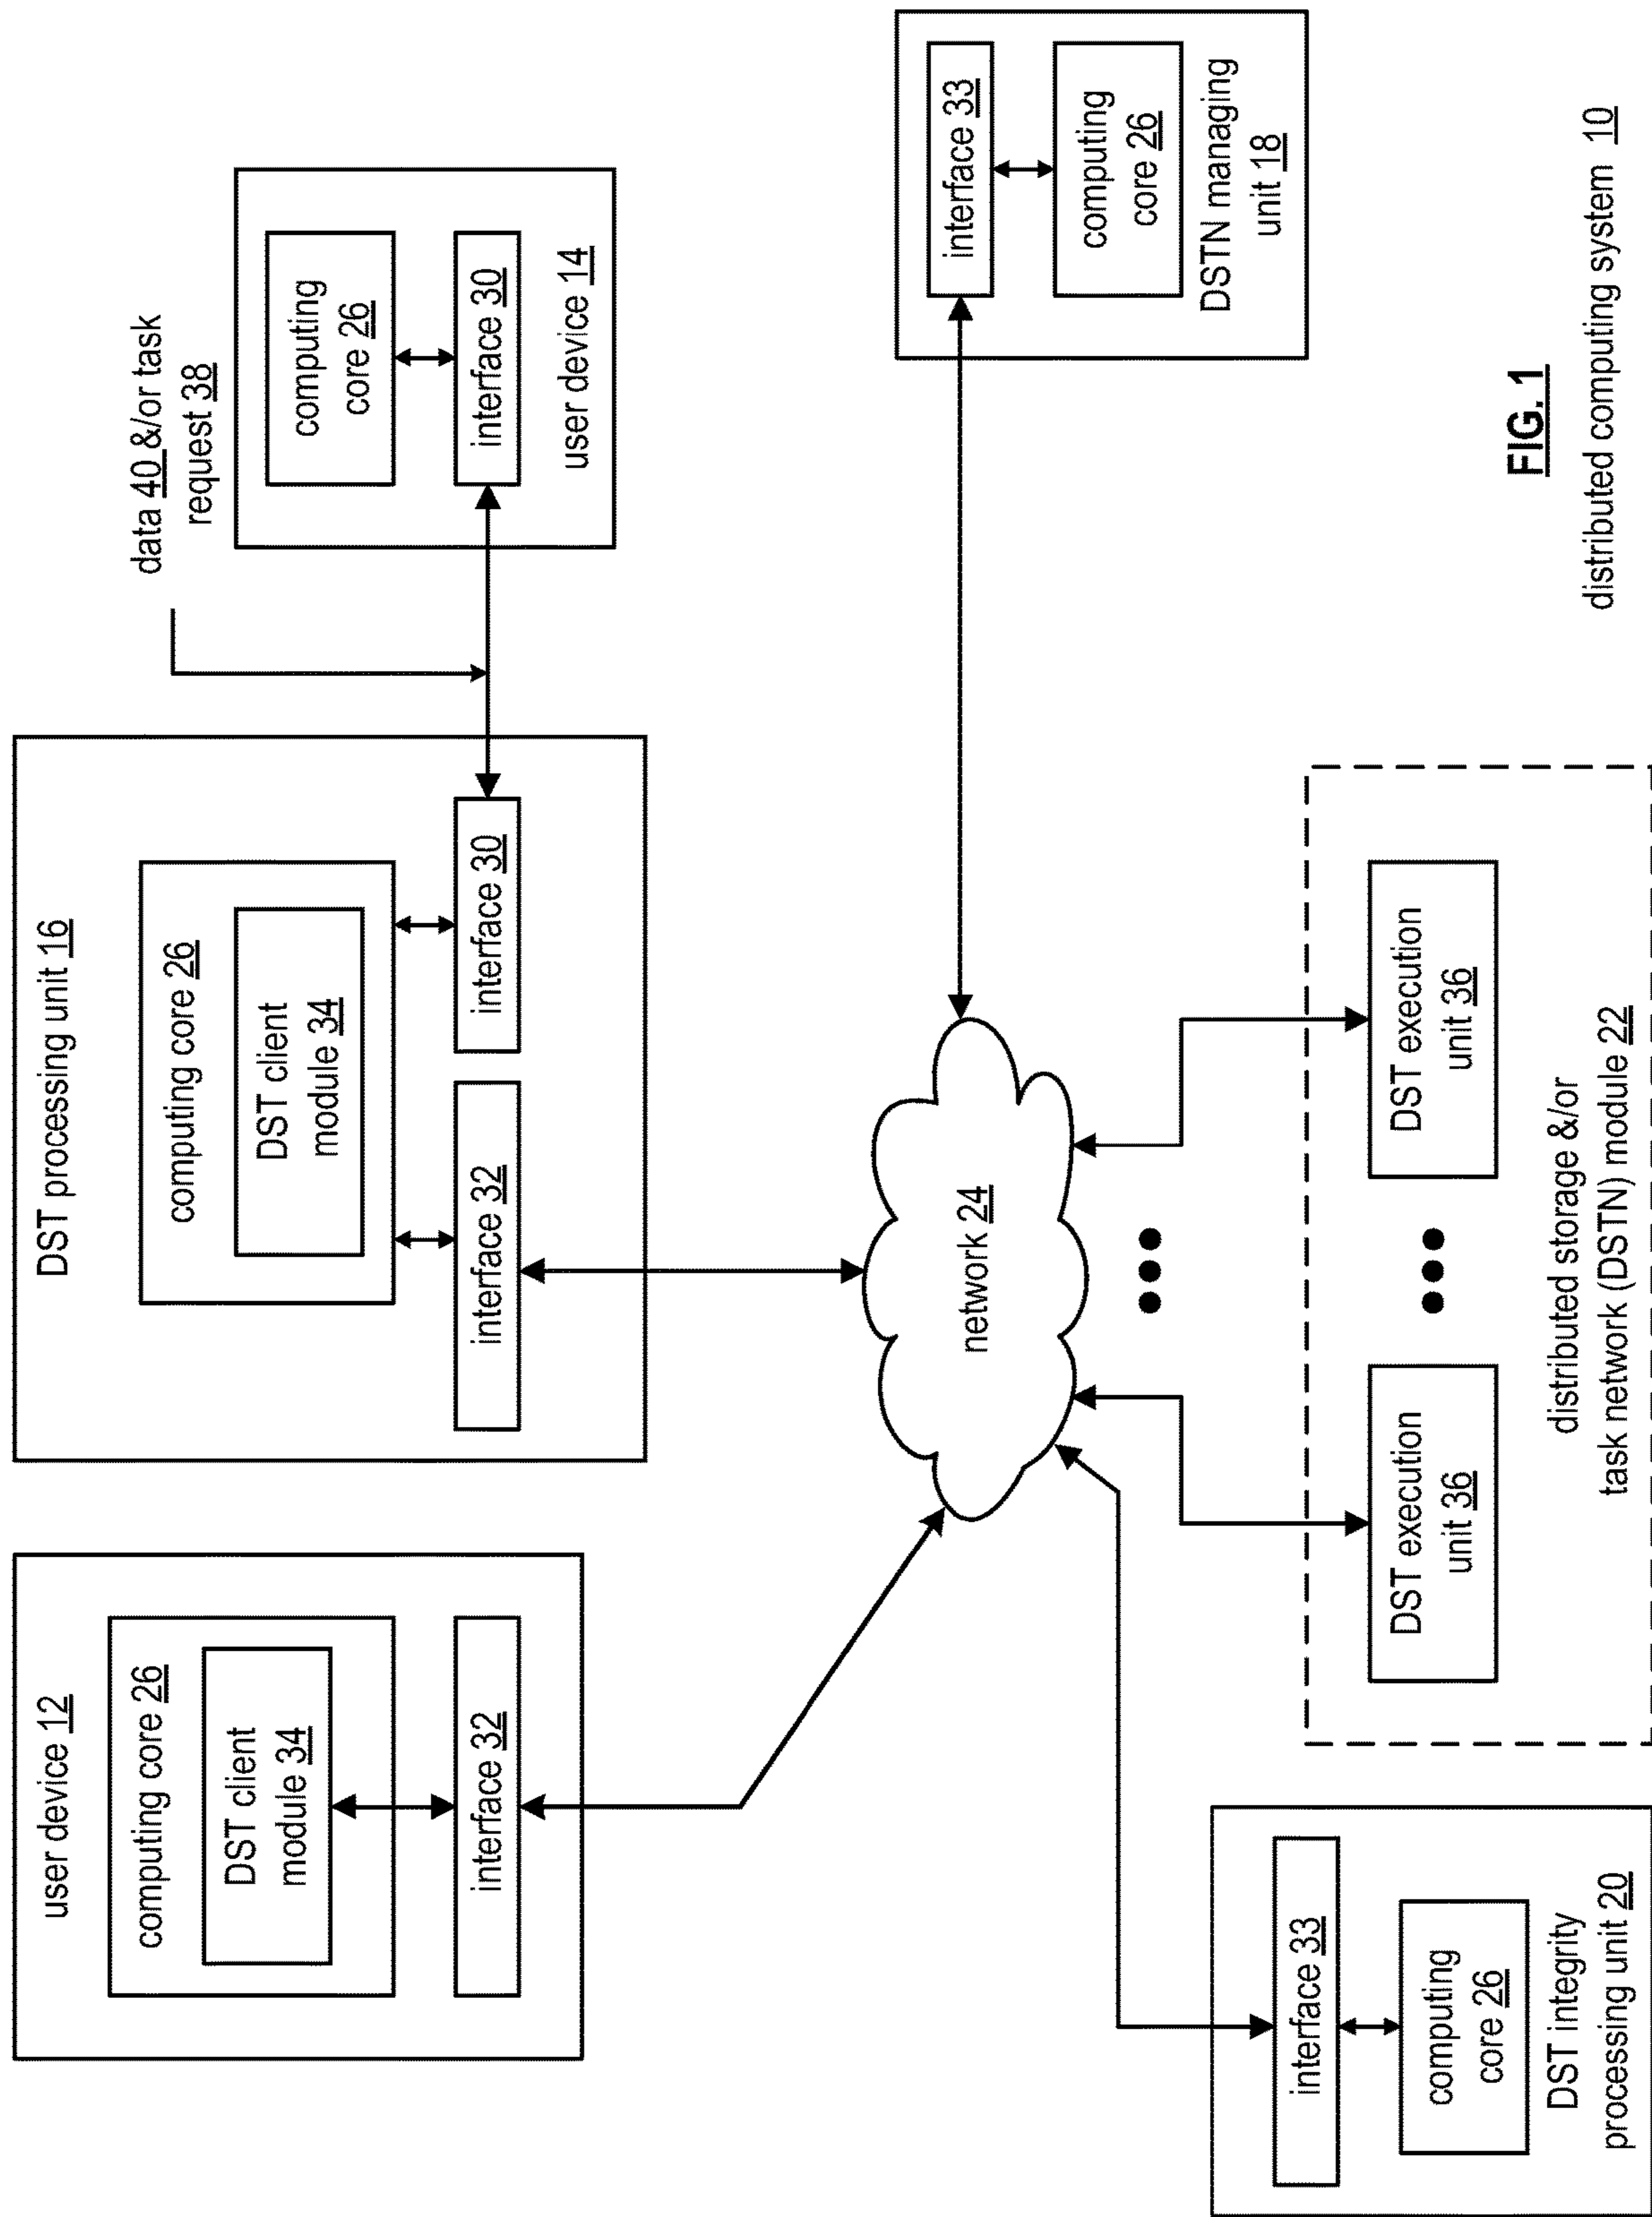 user device 12
computing core 26
DST client
module 34
interface 32
DST processing unit 16
computing core 26
DST client
module 34
interface 32
interface 30
data 40 &/or task
request 38
computing
core 26
interface 30
user device 14
network 24
interface 33
computing
core 26
DSTN managing
unit 18
interface 33
computing
core 26
DST integrity
processing unit 20
DST execution
unit 36
DST execution
unit 36
distributed storage &/or
task network (DSTN) module 22
FIG. 1
distributed computing system 10